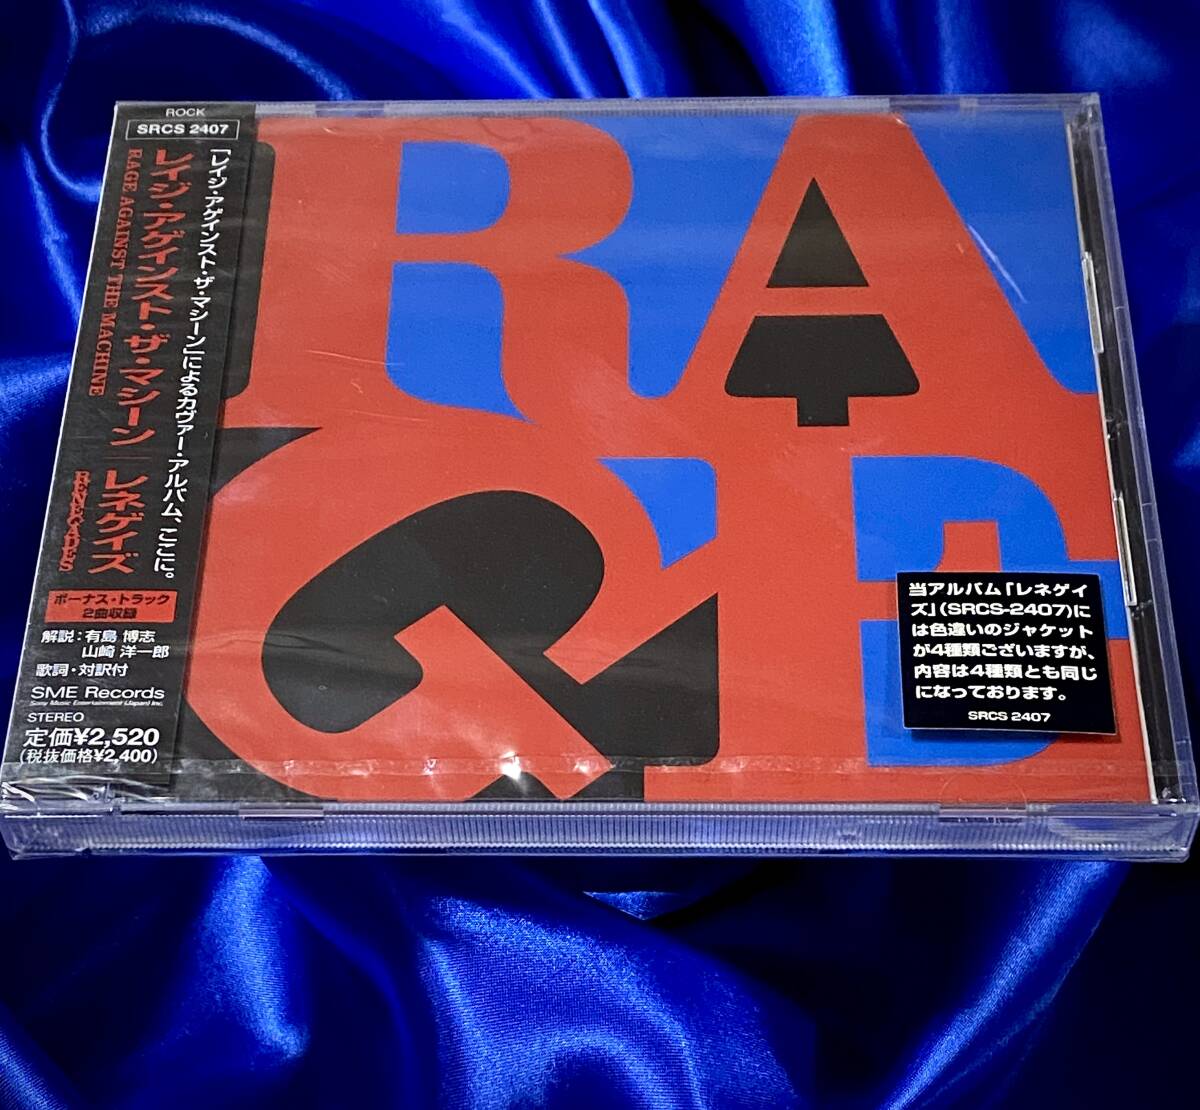 ROCK
SRCS 2407
「レイジ・アゲインスト・ザ・マシーン」によるカヴァー・アルバム、ここに。
レイジ・アゲインスト・ザ・マシーン
RAGE AGAINST THE MACHINE
レネゲイズ
RENEGADES
ボーナス・トラック
2曲収録
解説：有島 博志
山崎 洋一郎
歌詞・対訳付
SME Records
Sony Music Entertainment (Japan) Inc.
STEREO
定価¥2,520
(税抜価格¥2,400)
RA
GE
当アルバム「レネゲイ
ズ」(SRCS-2407)に
は色違いのジャケット
が4種類ございますが、
内容は4種類とも同じ
になっております。
SRCS 2407